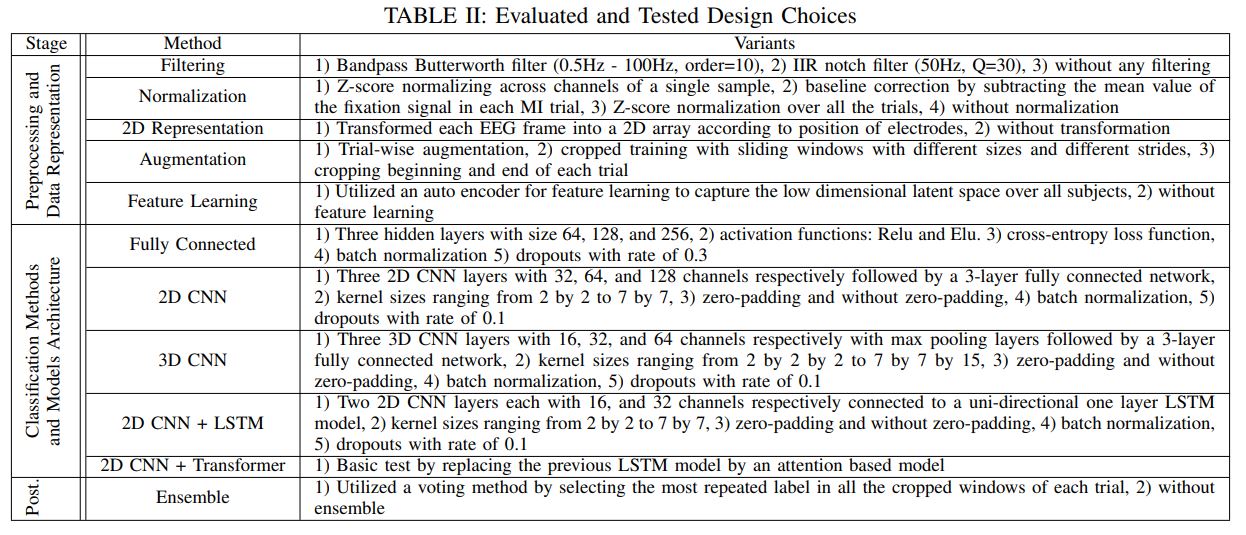 TABLE II: Evaluated and Tested Design Choices
Stage Method Variants
Preprocessing and
Data Representation
Filtering
1) Bandpass Butterworth filter (0.5Hz - 100Hz, order=10), 2) IIR notch filter (50Hz, Q=30), 3) without any filtering
Normalization
1) Z-score normalizing across channels of a single sample, 2) baseline correction by subtracting the mean value of
the fixation signal in each MI trial, 3) Z-score normalization over all the trials, 4) without normalization
2D Representation
1) Transformed each EEG frame into a 2D array according to position of electrodes, 2) without transformation
Augmentation
1) Trial-wise augmentation, 2) cropped training with sliding windows with different sizes and different strides, 3)
cropping beginning and end of each trial
Feature Learning
1) Utilized an auto encoder for feature learning to capture the low dimensional latent space over all subjects, 2) without
feature learning
Classification Methods
and Models Architecture
Fully Connected
1) Three hidden layers with size 64, 128, and 256, 2) activation functions: Relu and Elu. 3) cross-entropy loss function,
4) batch normalization 5) dropouts with rate of 0.3
2D CNN
1) Three 2D CNN layers with 32, 64, and 128 channels respectively followed by a 3-layer fully connected network,
2) kernel sizes ranging from 2 by 2 to 7 by 7, 3) zero-padding and without zero-padding, 4) batch normalization, 5)
dropouts with rate of 0.1
3D CNN
1) Three 3D CNN layers with 16, 32, and 64 channels respectively with max pooling layers followed by a 3-layer
fully connected network, 2) kernel sizes ranging from 2 by 2 by 2 to 7 by 7 by 15, 3) zero-padding and without
zero-padding, 4) batch normalization, 5) dropouts with rate of 0.1
2D CNN + LSTM
1) Two 2D CNN layers each with 16, and 32 channels respectively connected to a uni-directional one layer LSTM
model, 2) kernel sizes ranging from 2 by 2 to 7 by 7, 3) zero-padding and without zero-padding, 4) batch normalization,
5) dropouts with rate of 0.1
2D CNN + Transformer
1) Basic test by replacing the previous LSTM model by an attention based model
Post.
Ensemble
1) Utilized a voting method by selecting the most repeated label in all the cropped windows of each trial, 2) without
ensemble